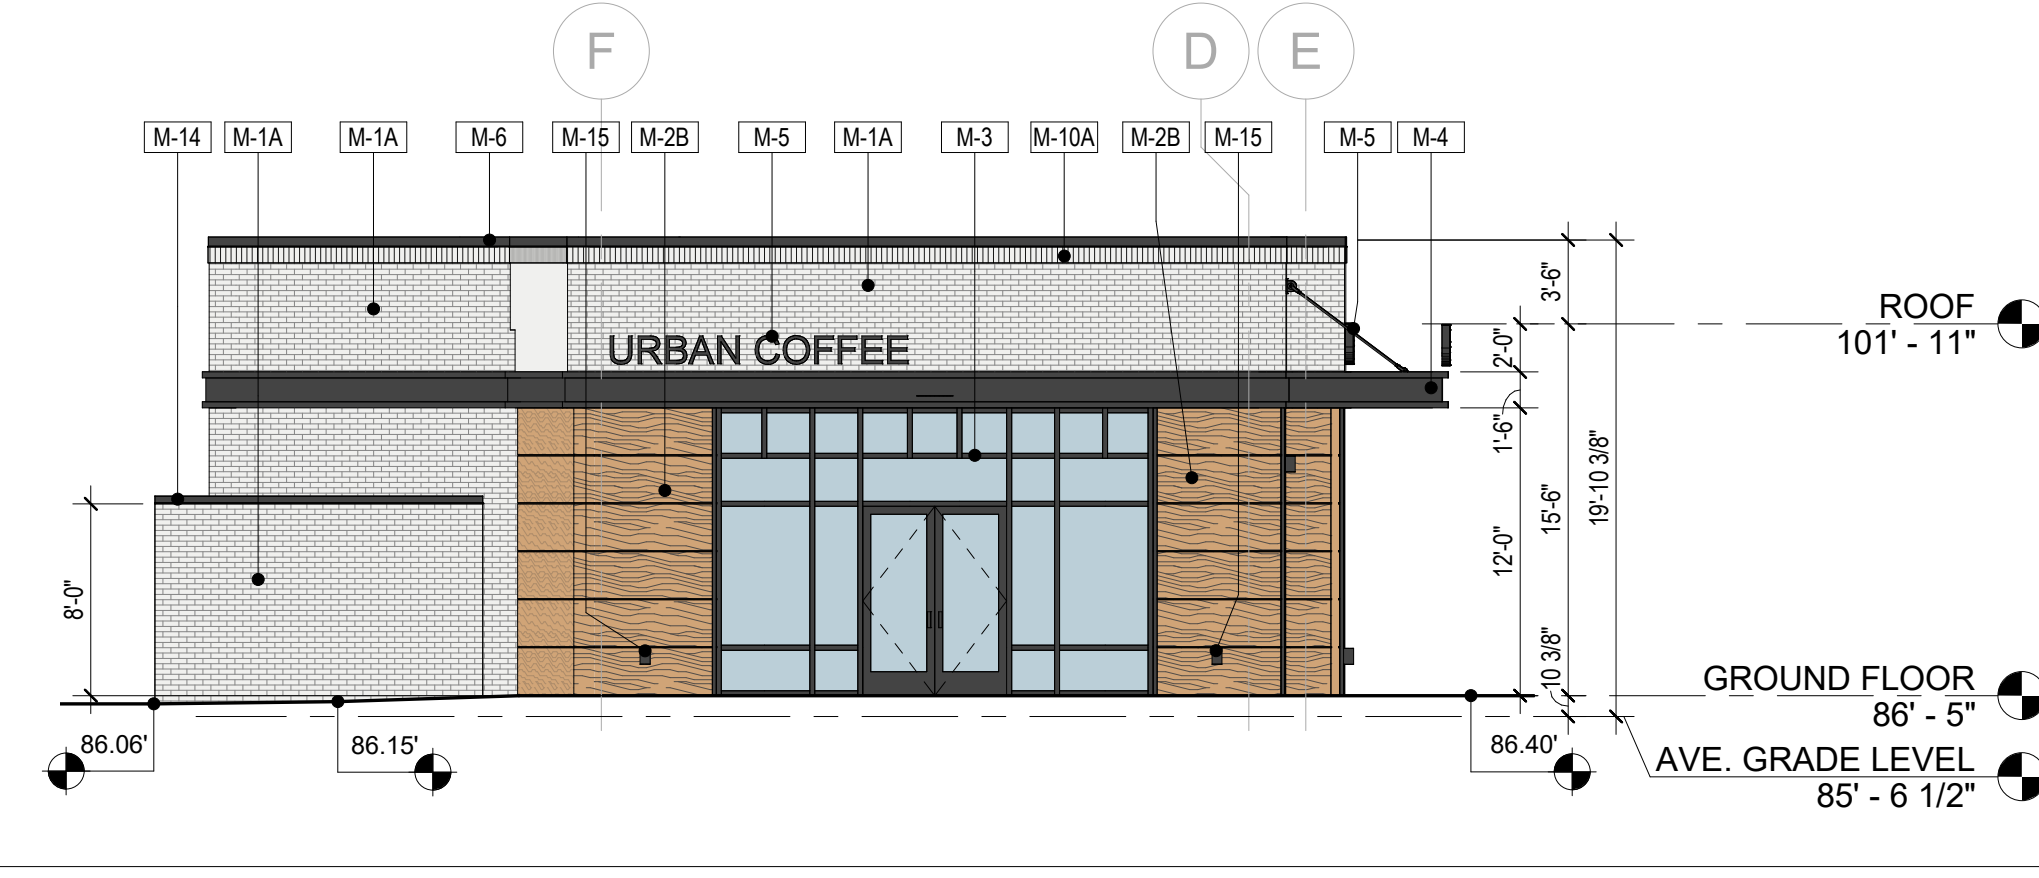 F
D
E
M-14
M-1A
M-1A
M-6
M-15
M-2B
M-5
M-1A
M-3
M-10A
M-2B
M-15
M-5
M-4
URBAN COFFEE
3'-6"
2'-0"
1'-6"
15'-6"
19'-10 3/8"
12'-0"
10 3/8"
8'-0"
ROOF
101' - 11"
GROUND FLOOR
86' - 5"
AVE. GRADE LEVEL
85' - 6 1/2"
86.06'
86.15'
86.40'